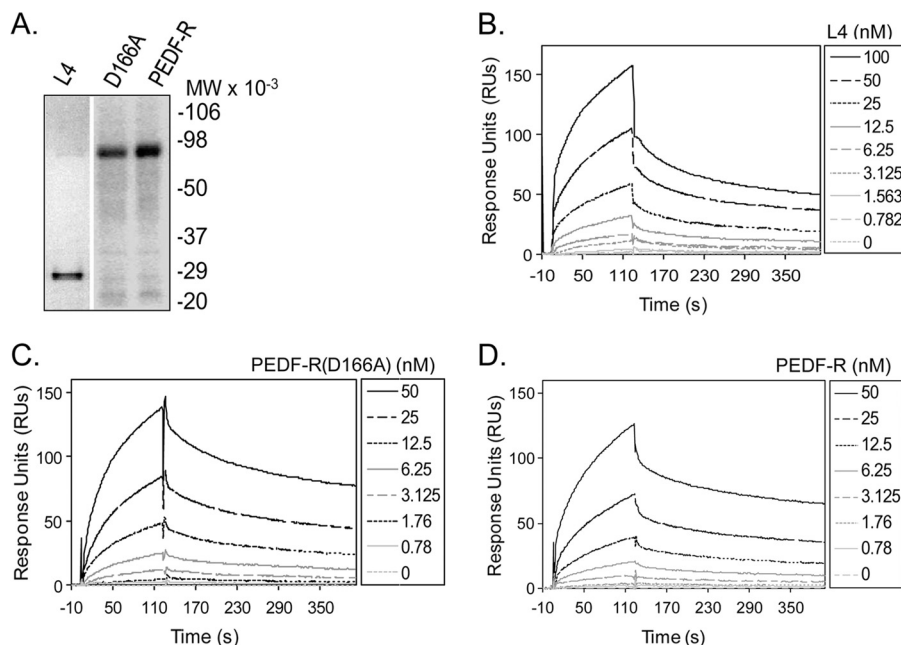 A.
L4
D166A
PEDF-R
MW x 10-3
-106
-98
-50
-37
-29
-20
B.
L4 (nM)
Response Units (RUs)
150
100
50
0
-10 50 110 170 230 290 350
Time (s)
100
50
25
12.5
6.25
3.125
1.563
0.782
0
C.
PEDF-R(D166A) (nM)
Response Units (RUs)
150
100
50
0
-10 50 110 170 230 290 350
Time (s)
50
25
12.5
6.25
3.125
1.76
0.78
0
D.
PEDF-R (nM)
Response Units (RUs)
150
100
50
0
-10 50 110 170 230 290 350
Time (s)
50
25
12.5
6.25
3.125
1.76
0.78
0